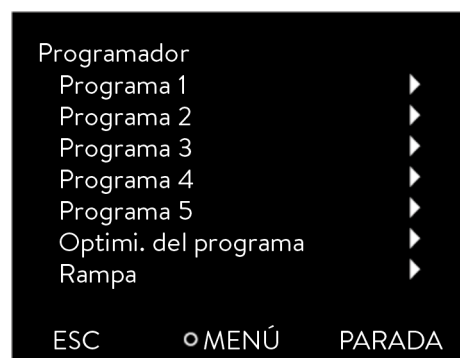 Programador
Programa 1
Programa 2
Programa 3
Programa 4
Programa 5
Optimi. del programa
Rampa
ESC MENÚ PARADA